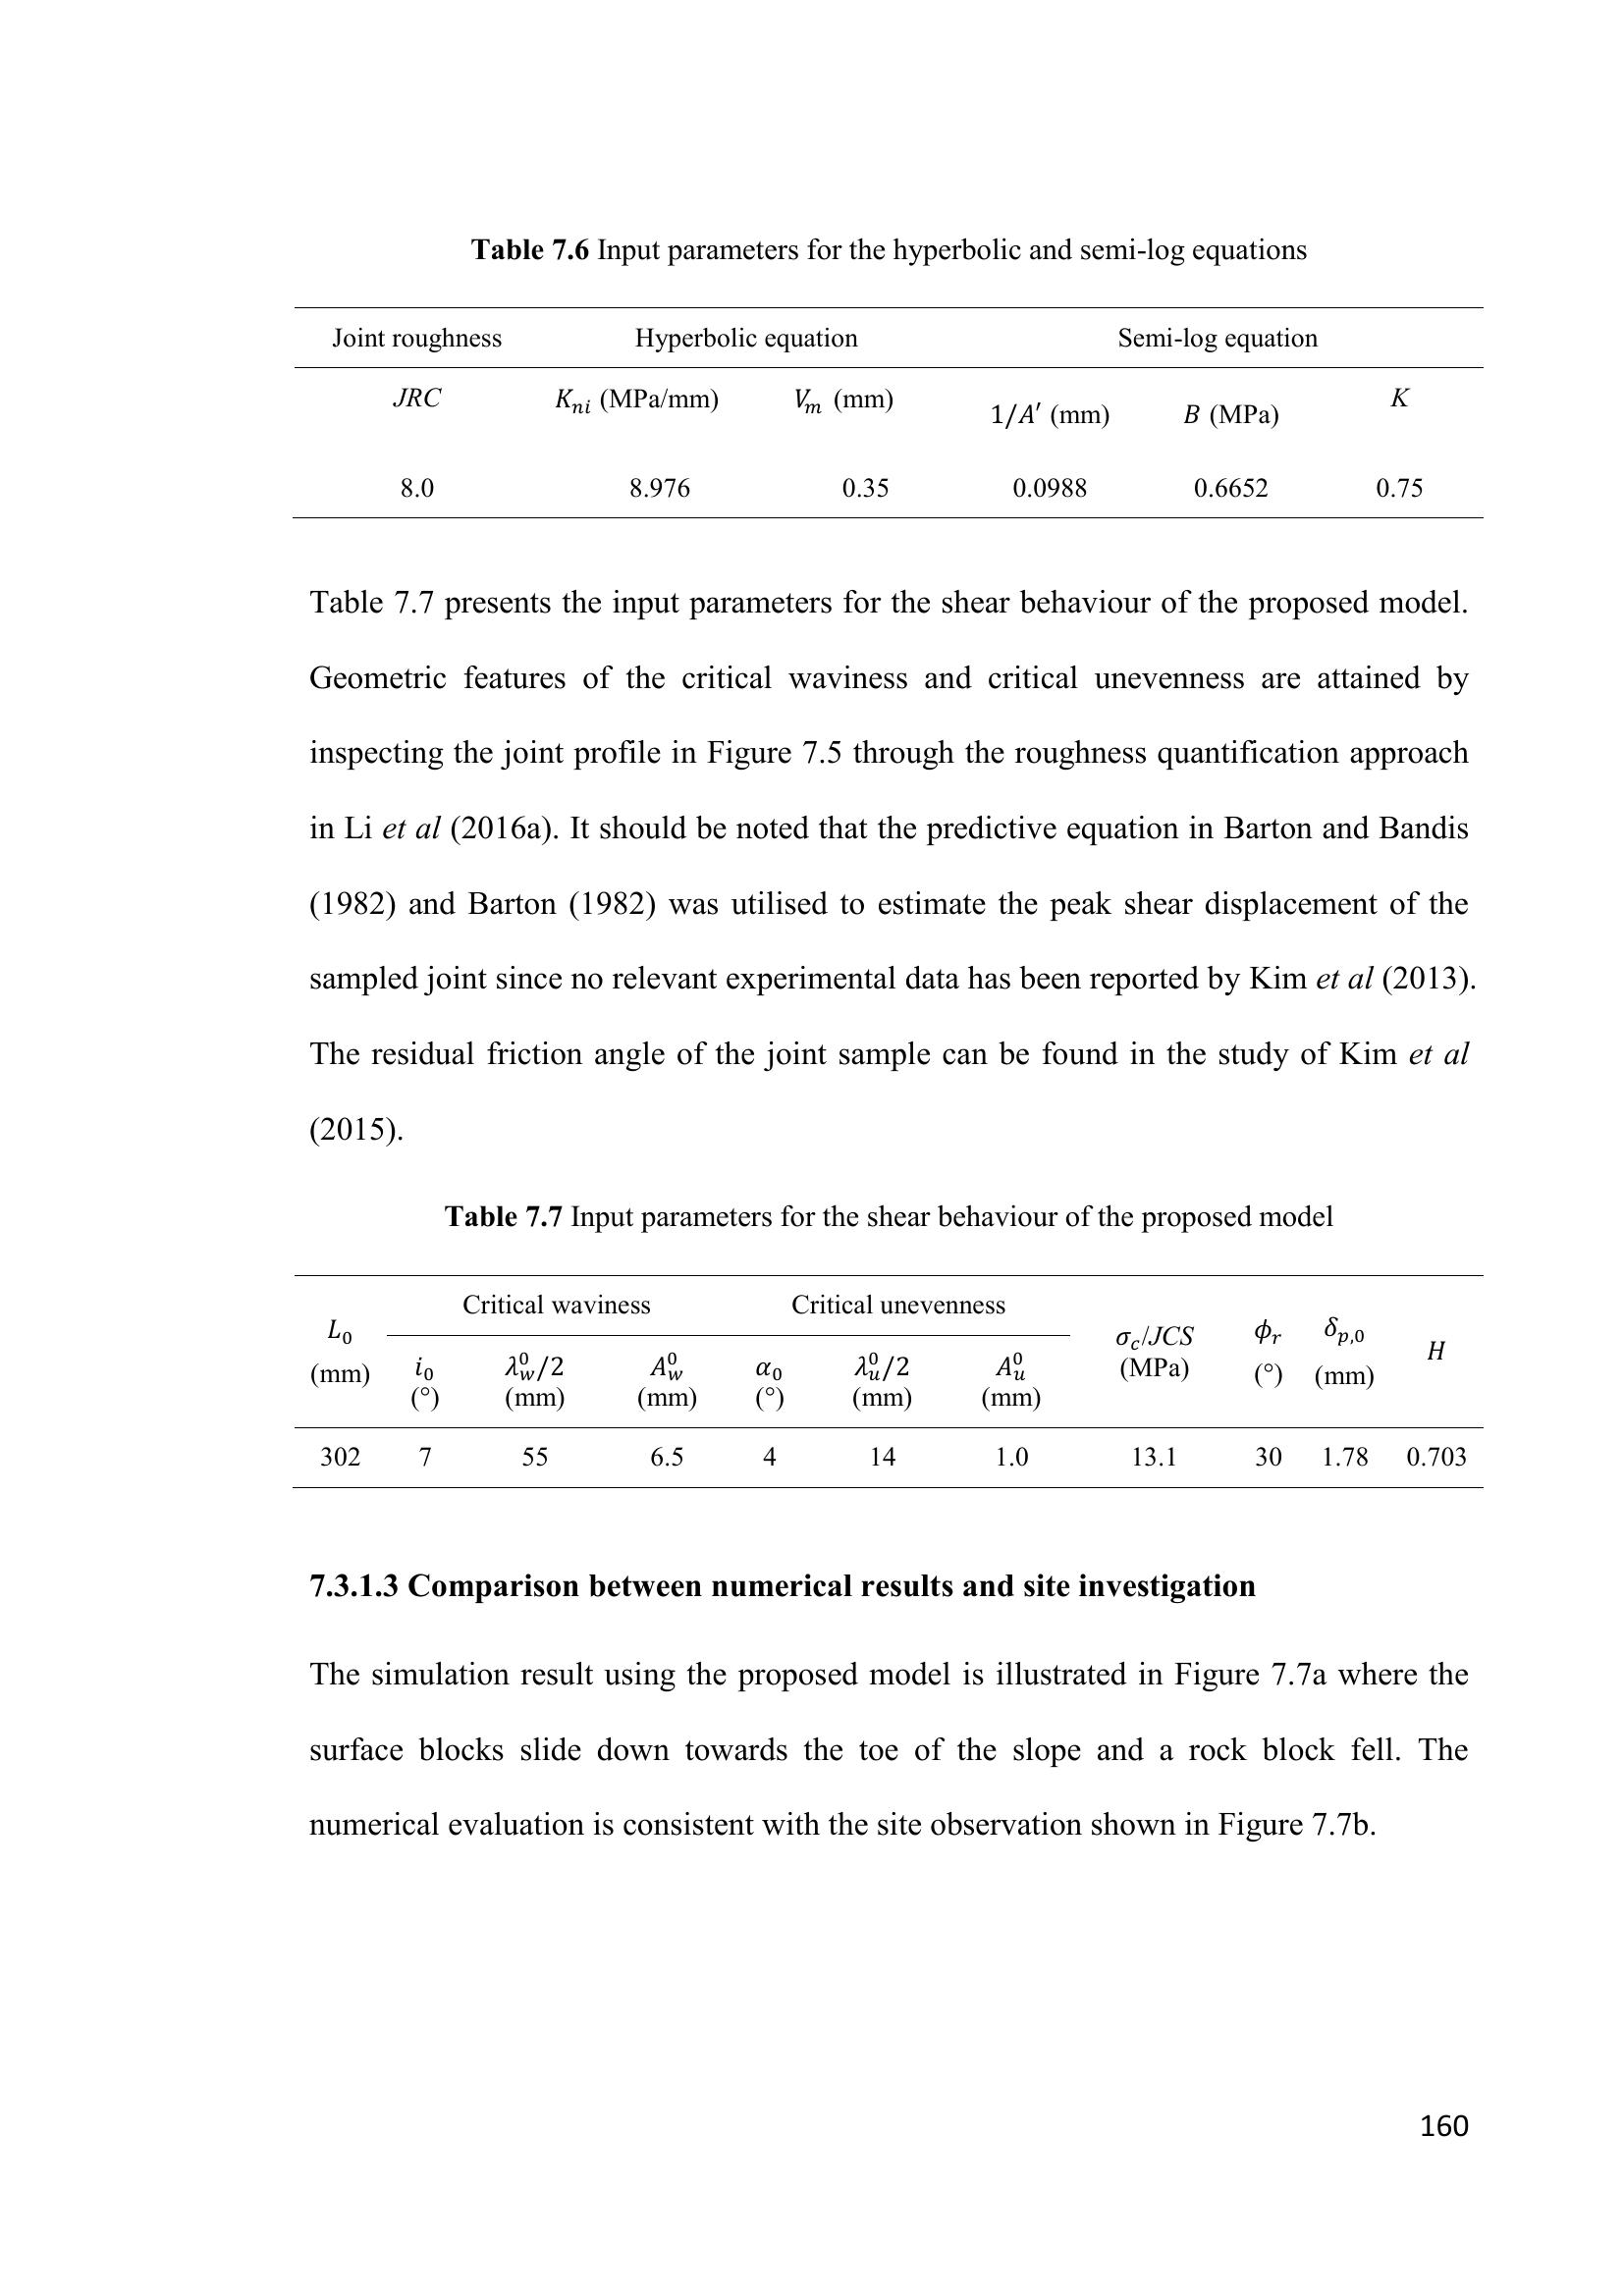 Table 7.6 Input parameters for the hyperbolic and semi-log equations
Joint roughness Hyperbolic equation Semi-log equation
JRC K_ni (MPa/mm) V_m (mm) 1/A′ (mm) B (MPa) K
8.0 8.976 0.35 0.0988 0.6652 0.75
Table 7.7 presents the input parameters for the shear behaviour of the proposed model.
Geometric features of the critical waviness and critical unevenness are attained by
inspecting the joint profile in Figure 7.5 through the roughness quantification approach
in Li et al (2016a). It should be noted that the predictive equation in Barton and Bandis
(1982) and Barton (1982) was utilised to estimate the peak shear displacement of the
sampled joint since no relevant experimental data has been reported by Kim et al (2013).
The residual friction angle of the joint sample can be found in the study of Kim et al
(2015).
Table 7.7 Input parameters for the shear behaviour of the proposed model
L_0 (mm) Critical waviness Critical unevenness σ_c/JCS (MPa) ϕ_r (°) δ_p,0 (mm) H
i_0 (°) λ_w^0/2 (mm) A_w^0 (mm) α_0 (°) λ_u^0/2 (mm) A_u^0 (mm)
302 7 55 6.5 4 14 1.0 13.1 30 1.78 0.703
7.3.1.3 Comparison between numerical results and site investigation
The simulation result using the proposed model is illustrated in Figure 7.7a where the
surface blocks slide down towards the toe of the slope and a rock block fell. The
numerical evaluation is consistent with the site observation shown in Figure 7.7b.
160